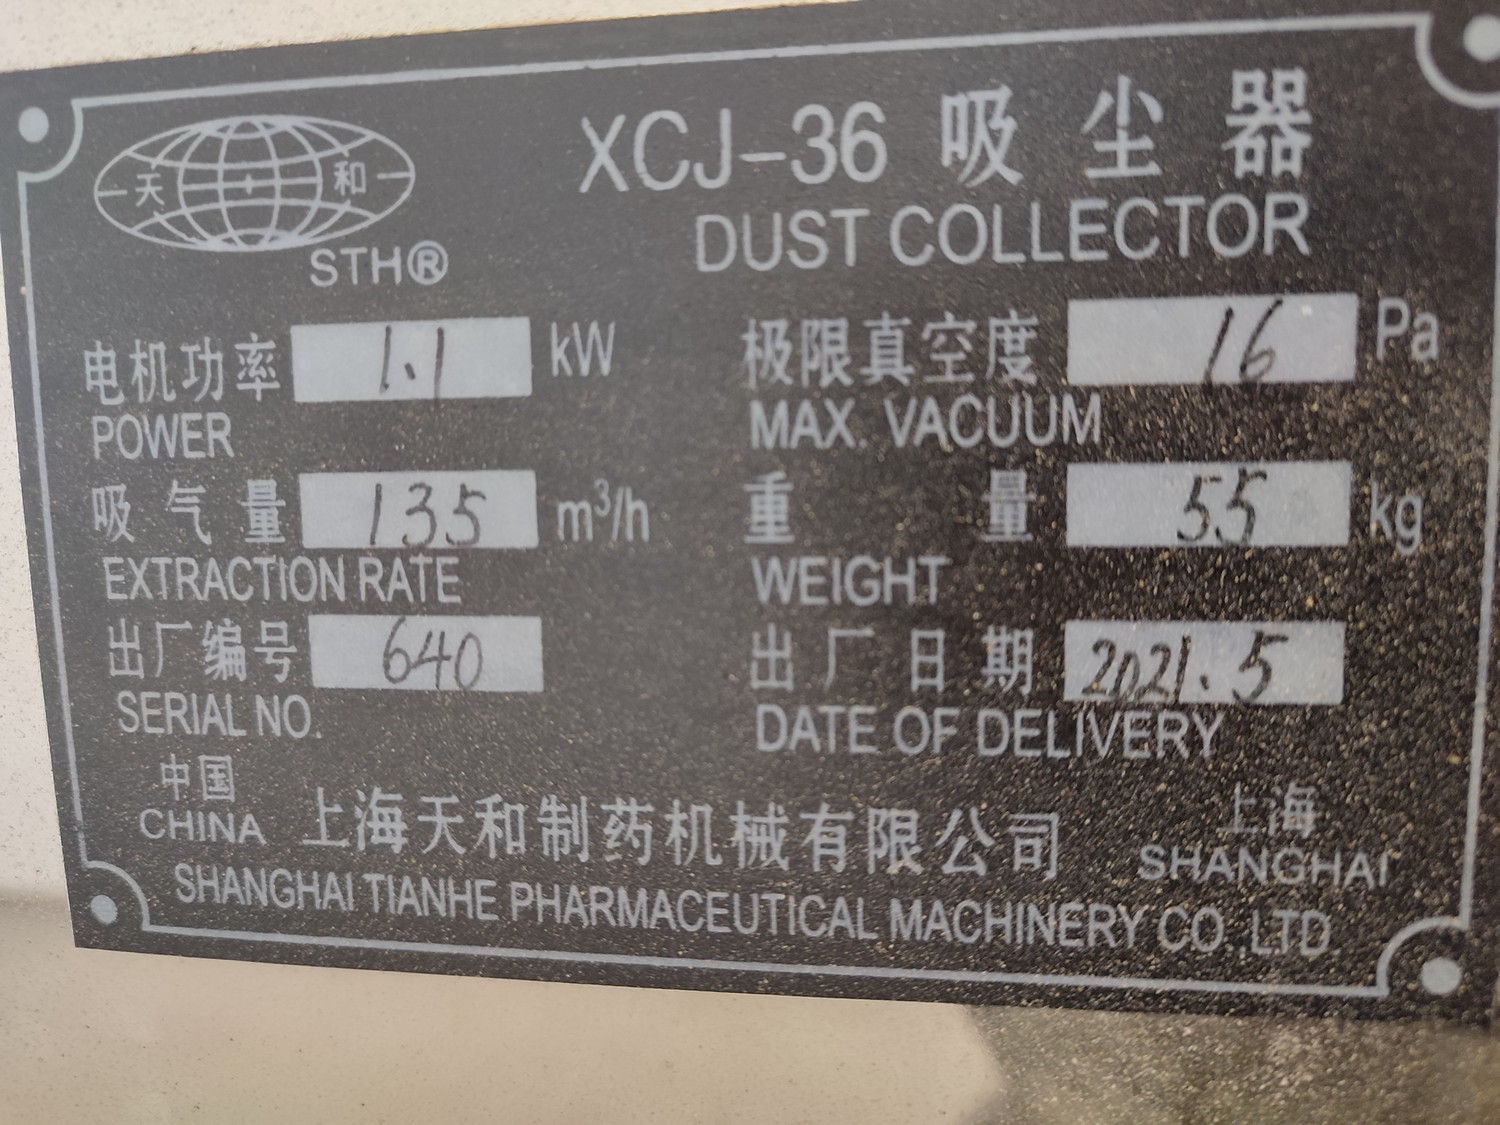 天 和
STH®
XCJ-36 吸尘器
DUST COLLECTOR
电机功率 1.1 kW
POWER
极限真空度 16 Pa
MAX. VACUUM
吸气量 135 m³/h
EXTRACTION RATE
重量 55 kg
WEIGHT
出厂编号 640
SERIAL NO.
出厂日期 2021.5
DATE OF DELIVERY
中国
CHINA
上海天和制药机械有限公司
上海
SHANGHAI
SHANGHAI TIANHE PHARMACEUTICAL MACHINERY CO.,LTD.